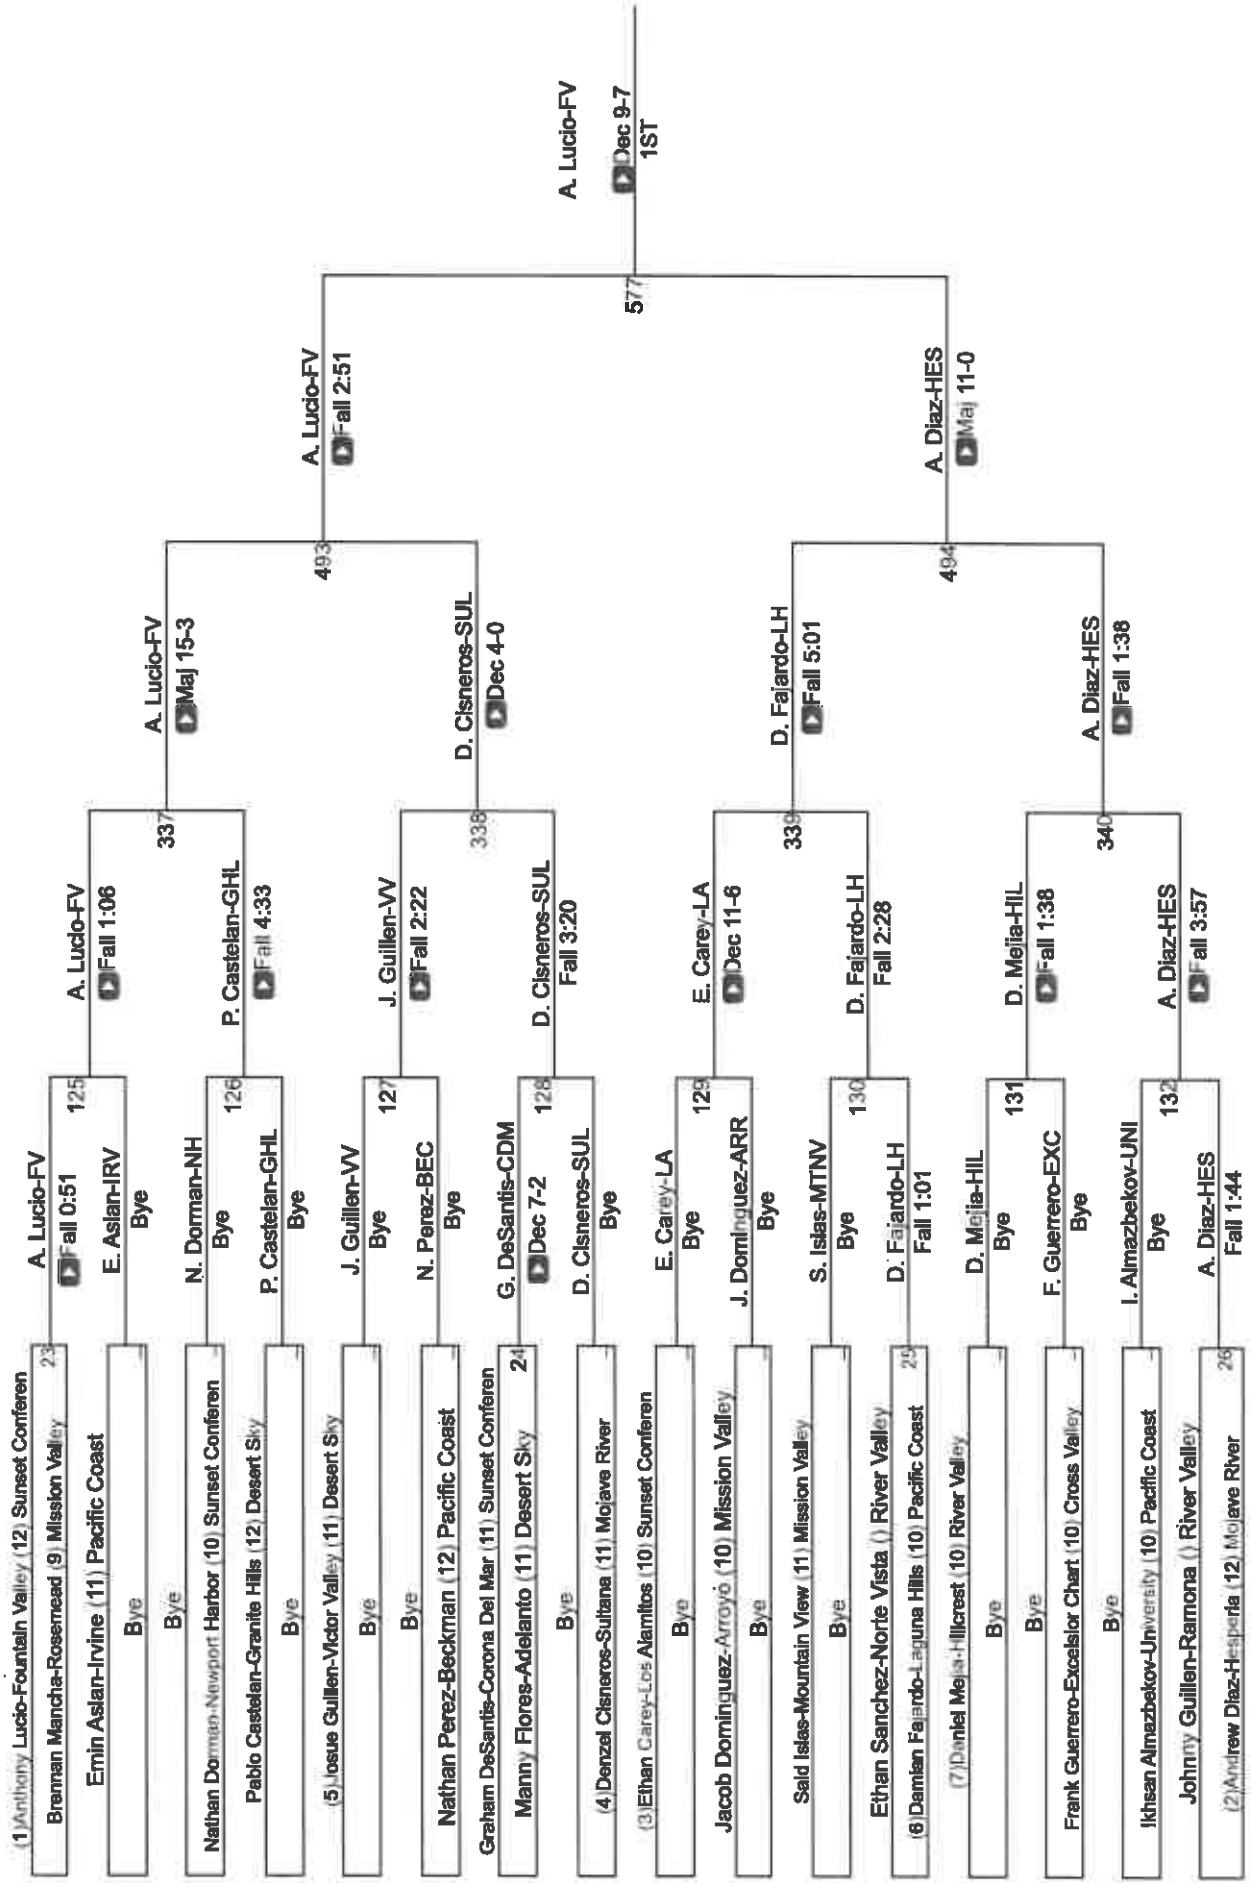 (1)Anthony Lucio-Fountain Valley (12) Sunset Conferen
23
Brennan Mancha-Rosemead (9) Mission Valley
Emin Aslan-Irvine (11) Pacific Coast
Bye
Bye
Nathan Dorman-Newport Harbor (10) Sunset Conferen
Pablo Castelan-Granite Hills (12) Desert Sky
Bye
(5)Josue Guillen-Victor Valley (11) Desert Sky
Bye
Bye
Nathan Perez-Beckman (12) Pacific Coast
Graham DeSantis-Corona Del Mar (11) Sunset Conferen
24
Manny Flores-Adelanto (11) Desert Sky
Bye
(4)Denzel Cisneros-Sultana (11) Mojave River
(3)Ethan Carey-Los Alamitos (10) Sunset Conferen
Bye
Jacob Dominguez-Arroyo (10) Mission Valley
Bye
Said Islas-Mountain View (11) Mission Valley
Bye
Ethan Sanchez-Norte Vista () River Valley
25
(6)Damien Fajardo-Laguna Hills (10) Pacific Coast
(7)Daniel Mejia-Hillcrest (10) River Valley
Bye
Bye
Frank Guerrero-Excelsior Chart (10) Cross Valley
Bye
Ikhsan Almazbekov-University (10) Pacific Coast
Johnny Guillen-Ramona () River Valley
26
(2)Andrew Diaz-Hesperia (12) Mojave River
A. Lucio-FV
Fall 0:51
125
E. Aslan-IRV
Bye
N. Dorman-NH
Bye
126
P. Castelan-GHL
Bye
J. Guillen-VV
Bye
127
N. Perez-BEC
Bye
G. DeSantis-CDM
Dec 7-2
128
D. Cisneros-SUL
Bye
E. Carey-LA
Bye
129
J. Dominguez-ARR
Bye
S. Islas-MTNV
Bye
130
D. Fajardo-LH
Fall 1:01
D. Mejia-HIL
Bye
131
F. Guerrero-EXC
Bye
I. Almazbekov-UNI
Bye
132
A. Diaz-HES
Fall 1:44
A. Lucio-FV
Fall 1:06
337
P. Castelan-GHL
Fall 4:33
J. Guillen-VV
Fall 2:22
338
D. Cisneros-SUL
Fall 3:20
E. Carey-LA
Dec 11-6
339
D. Fajardo-LH
Fall 2:28
D. Mejia-HIL
Fall 1:38
340
A. Diaz-HES
Fall 3:57
A. Lucio-FV
Maj 15-3
493
D. Cisneros-SUL
Dec 4-0
D. Fajardo-LH
Fall 5:01
494
A. Diaz-HES
Fall 1:38
A. Lucio-FV
Fall 2:51
577
A. Diaz-HES
Maj 11-0
A. Lucio-FV
Dec 9-7
1ST